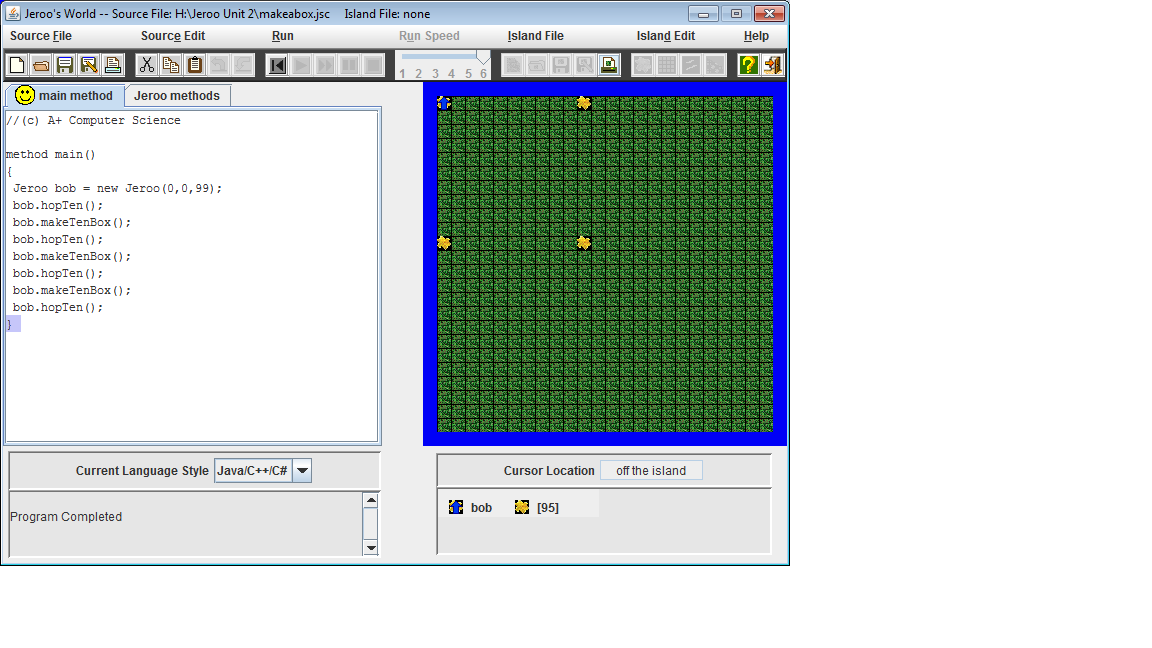 Jeroo's World -- Source File: H:\Jeroo Unit 2\makeabox.jsc    Island File: none
Source File    Source Edit    Run    Run Speed    Island File    Island Edit    Help
1 2 3 4 5 6
main method    Jeroo methods
//(c) A+ Computer Science
method main()
{
Jeroo bob = new Jeroo(0,0,99);
bob.hopTen();
bob.makeTenBox();
bob.hopTen();
bob.makeTenBox();
bob.hopTen();
bob.makeTenBox();
bob.hopTen();
}
Current Language Style    Java/C++/C#
Cursor Location    off the island
Program Completed
bob    [95]